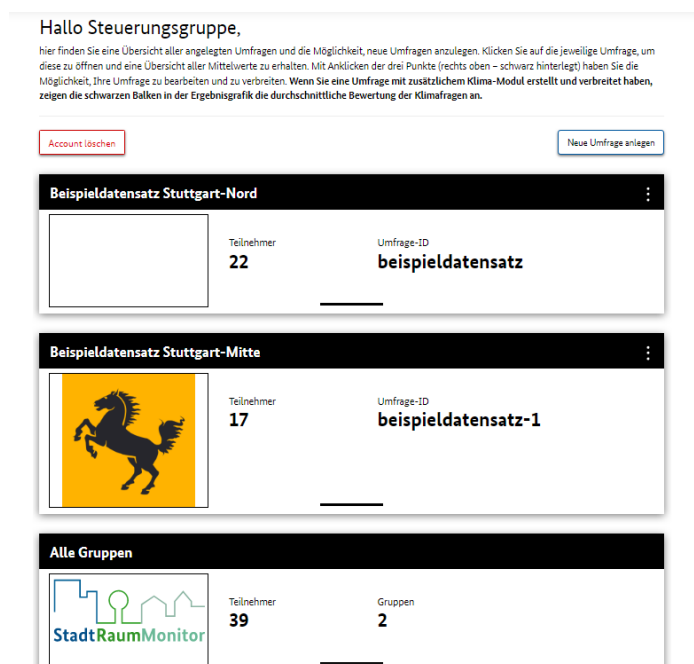 Hallo Steuerungsgruppe,
hier finden Sie eine Übersicht aller angelegten Umfragen und die Möglichkeit, neue Umfragen anzulegen. Klicken Sie auf die jeweilige Umfrage, um
diese zu öffnen und eine Übersicht aller Mittelwerte zu erhalten. Mit Anklicken der drei Punkte (rechts oben – schwarz hinterlegt) haben Sie die
Möglichkeit, Ihre Umfrage zu bearbeiten und zu verbreiten. Wenn Sie eine Umfrage mit zusätzlichem Klima-Modul erstellt und verbreitet haben,
zeigen die schwarzen Balken in der Ergebnisgrafik die durchschnittliche Bewertung der Klimafragen an.
Account löschen
Neue Umfrage anlegen
Beispieldatensatz Stuttgart-Nord
Teilnehmer
22
Umfrage-ID
beispieldatensatz
Beispieldatensatz Stuttgart-Mitte
Teilnehmer
17
Umfrage-ID
beispieldatensatz-1
Alle Gruppen
StadtRaumMonitor
Teilnehmer
39
Gruppen
2